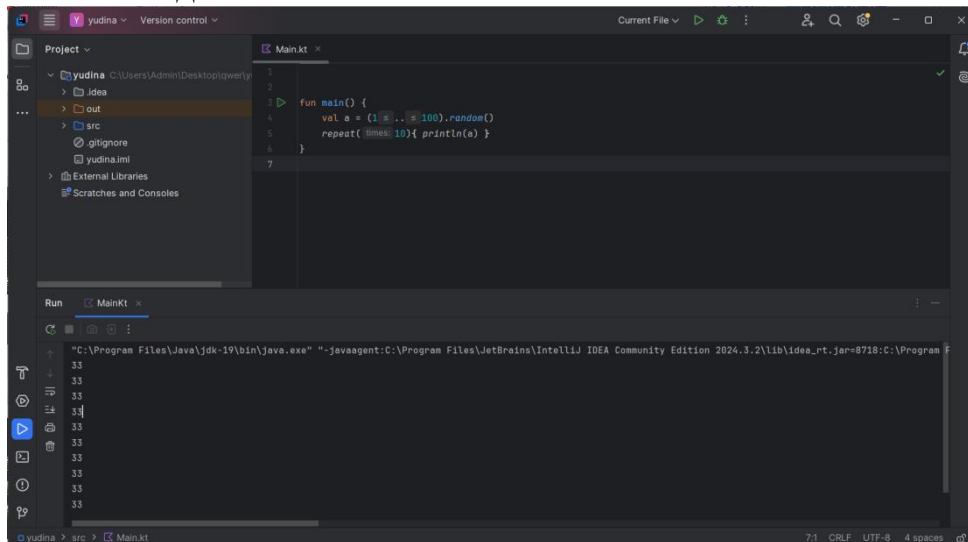 yudina Version control Current File
Project
Main.kt
yudina C:\Users\Admin\Desktop\qwer\y
.idea
out
src
.gitignore
yudina.iml
External Libraries
Scratches and Consoles
1
2
3 fun main() {
4 val a = (1 ≤ .. ≤ 100).random()
5 repeat( times: 10){ println(a) }
6 }
7
Run MainKt
"C:\Program Files\Java\jdk-19\bin\java.exe" "-javaagent:C:\Program Files\JetBrains\IntelliJ IDEA Community Edition 2024.3.2\lib\idea_rt.jar=8718:C:\Program F
33
33
33
33
33
33
33
33
33
33
yudina > src > Main.kt 7:1 CRLF UTF-8 4 spaces